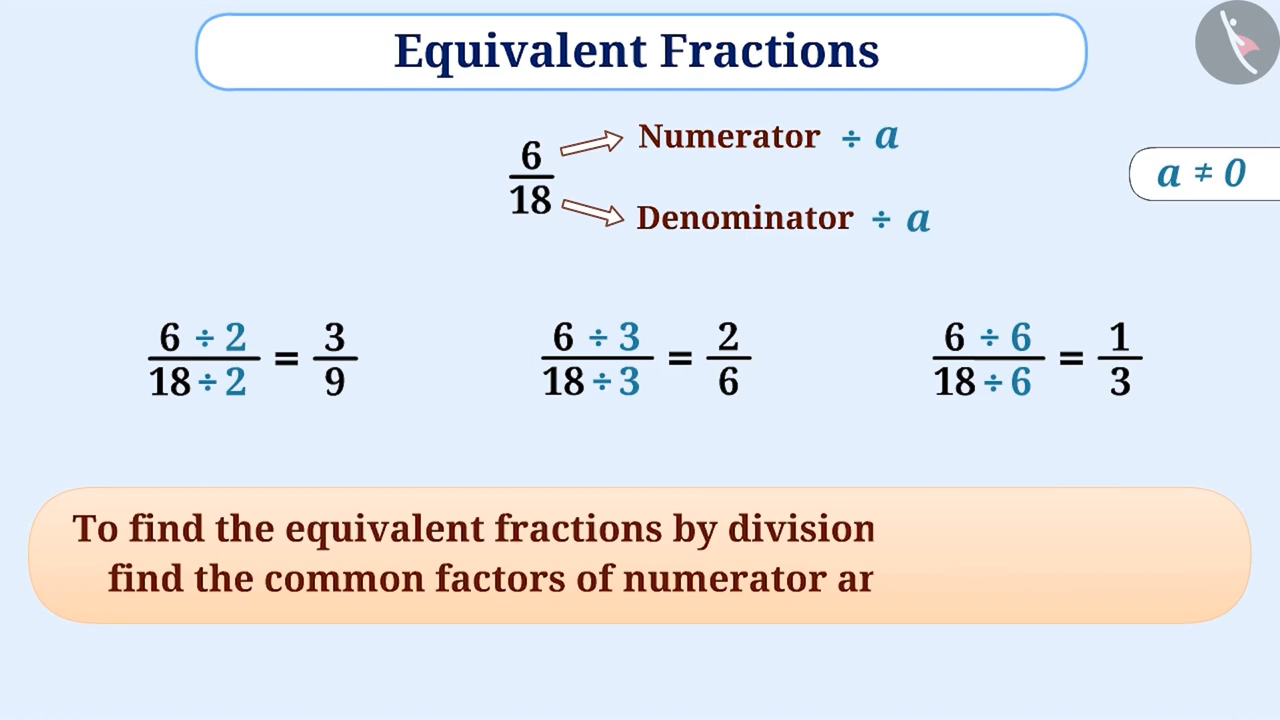 Equivalent Fractions
6/18
Numerator ÷ a
Denominator ÷ a
a ≠ 0
6 ÷ 2/18 ÷ 2 = 3/9
6 ÷ 3/18 ÷ 3 = 2/6
6 ÷ 6/18 ÷ 6 = 1/3
To find the equivalent fractions by division
find the common factors of numerator